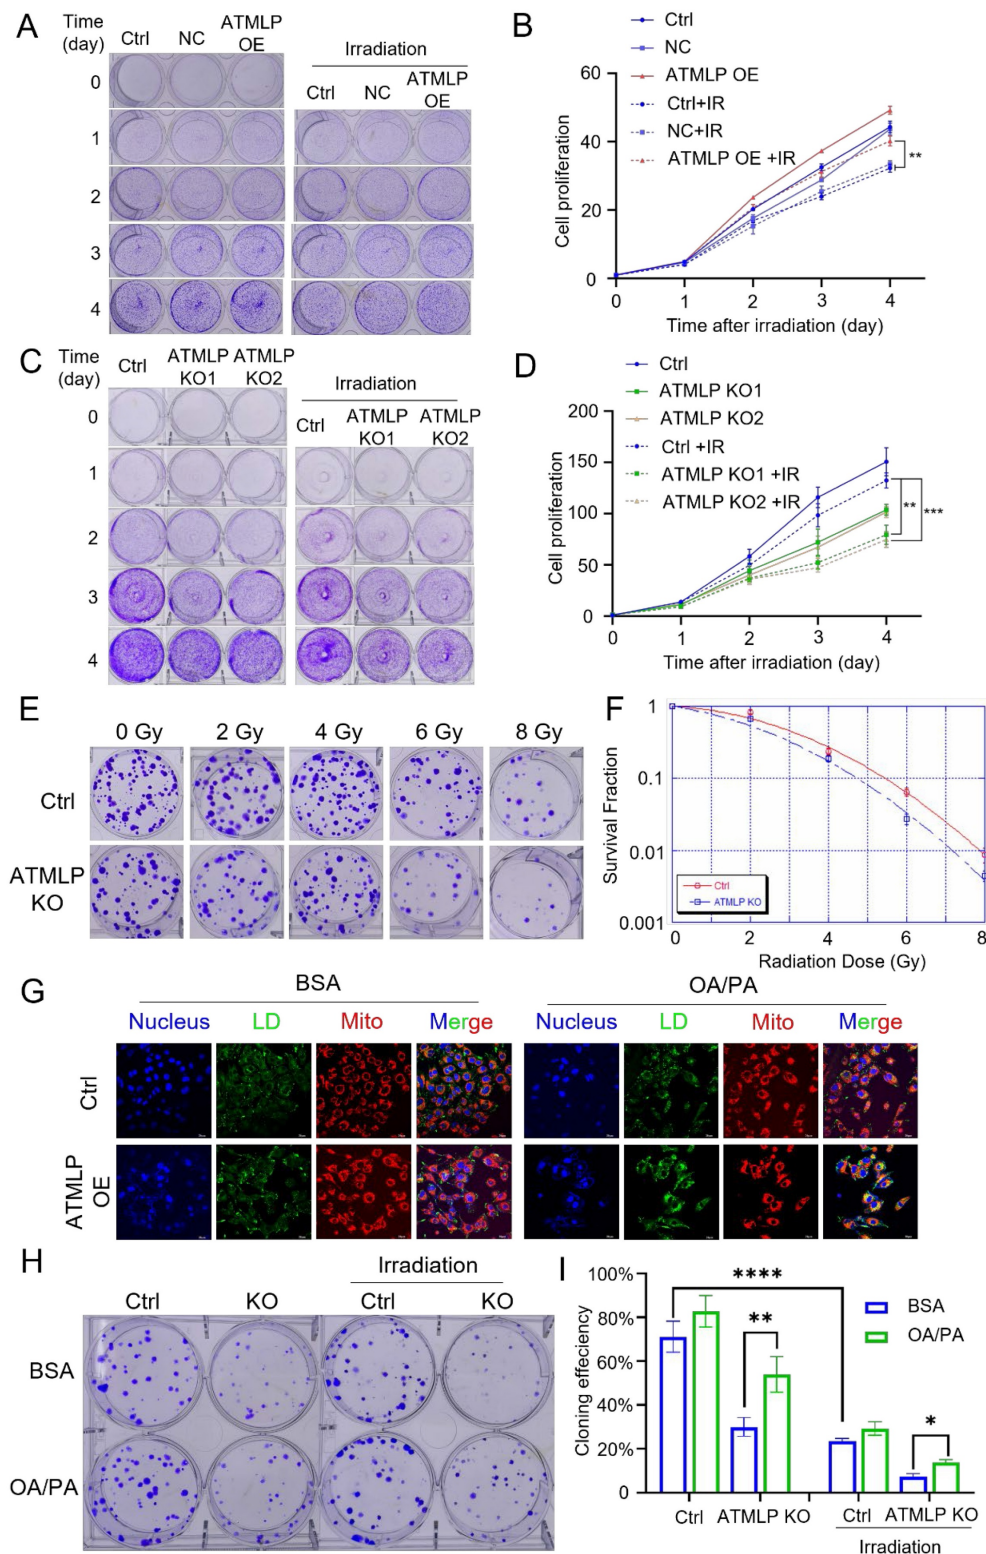 A
Time
(day)
Ctrl
NC
ATMLP
OE
Irradiation
Ctrl
NC
ATMLP
OE
0
1
2
3
4
B
Ctrl
NC
ATMLP OE
Ctrl+IR
NC+IR
ATMLP OE +IR
Cell proliferation
60
40
20
0
**
0 1 2 3 4
Time after irradiation (day)
C
Time
(day)
Ctrl
ATMLP
KO1
ATMLP
KO2
Irradiation
Ctrl
ATMLP
KO1
ATMLP
KO2
0
1
2
3
4
D
Ctrl
ATMLP KO1
ATMLP KO2
Ctrl +IR
ATMLP KO1 +IR
ATMLP KO2 +IR
Cell proliferation
200
150
100
50
0
** ***
0 1 2 3 4
Time after irradiation (day)
E
0 Gy 2 Gy 4 Gy 6 Gy 8 Gy
Ctrl
ATMLP
KO
F
Survival Fraction
1
0.1
0.01
0.001
Ctrl
ATMLP KO
0 2 4 6 8
Radiation Dose (Gy)
G
BSA OA/PA
Nucleus LD Mito Merge Nucleus LD Mito Merge
Ctrl
ATMLP
OE
H
Irradiation
Ctrl KO Ctrl KO
BSA
OA/PA
I
Cloning effeciency
100%
80%
60%
40%
20%
0
****
**
*
BSA
OA/PA
Ctrl ATMLP KO Ctrl ATMLP KO
Irradiation